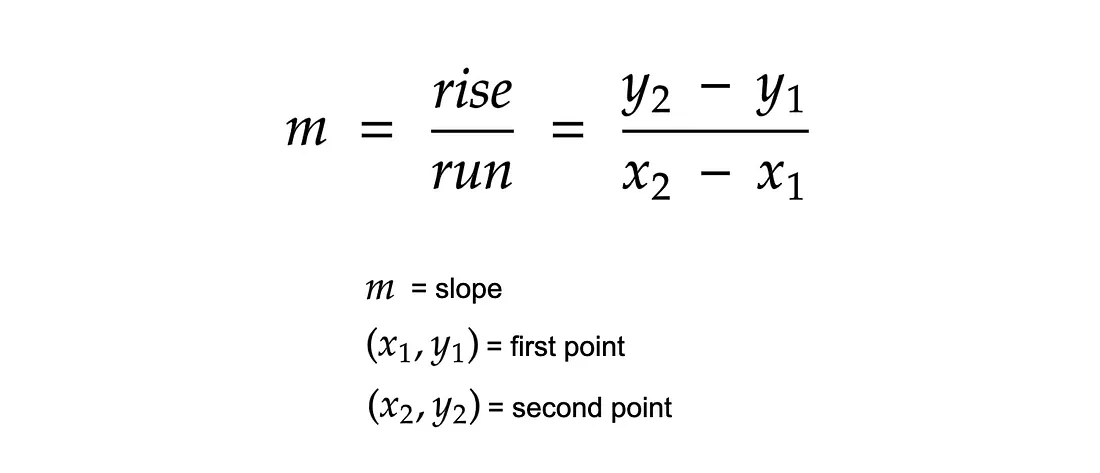 m = rise/run = (y₂ − y₁)/(x₂ − x₁)
m = slope
(x₁, y₁) = first point
(x₂, y₂) = second point